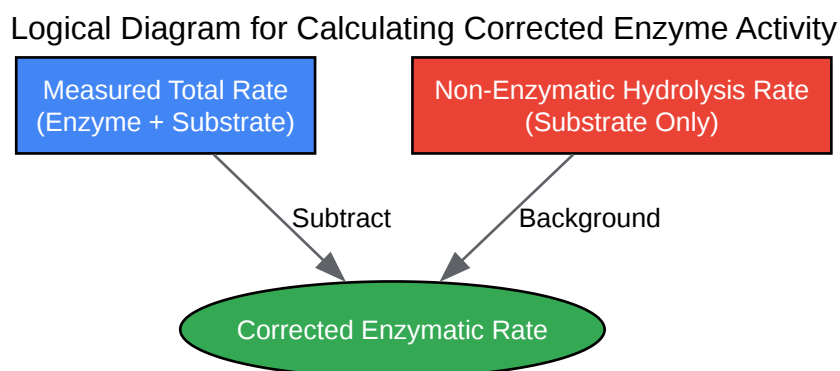 Logical Diagram for Calculating Corrected Enzyme Activity
Measured Total Rate
(Enzyme + Substrate)
Non-Enzymatic Hydrolysis Rate
(Substrate Only)
Subtract
Background
Corrected Enzymatic Rate